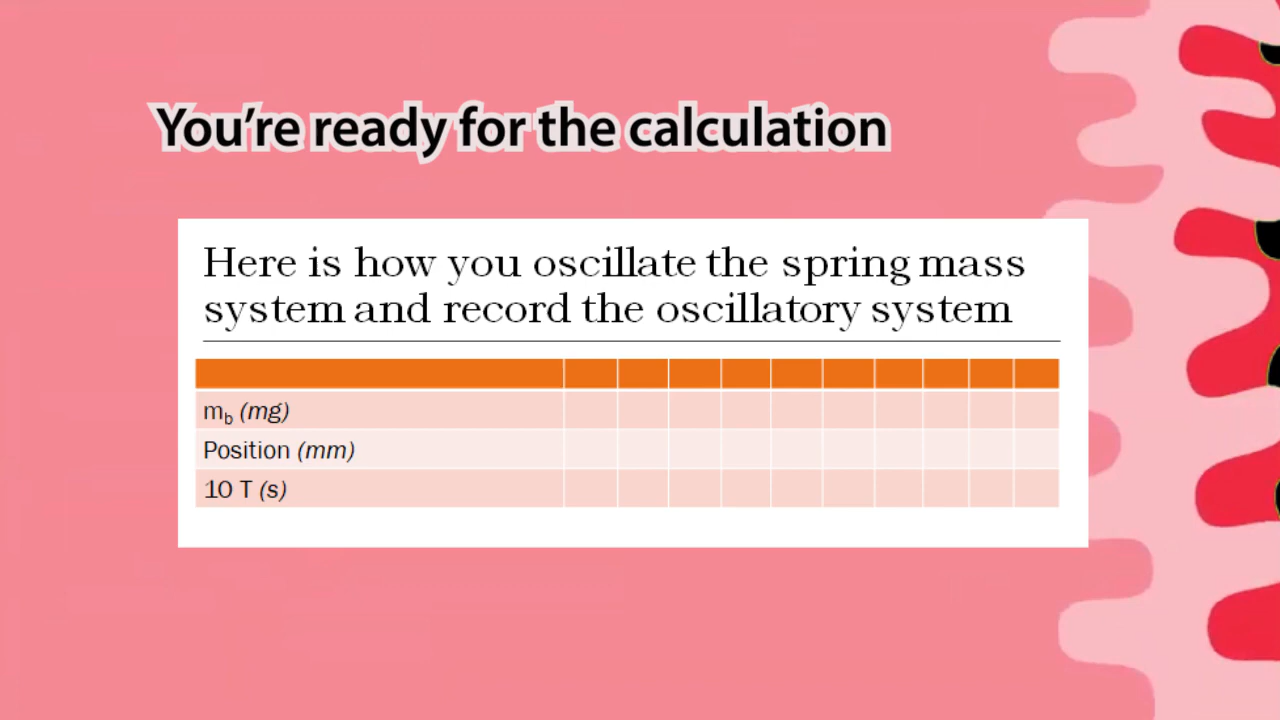 You’re ready for the calculation
Here is how you oscillate the spring mass
system and record the oscillatory system
mb (mg)
Position (mm)
10 T (s)